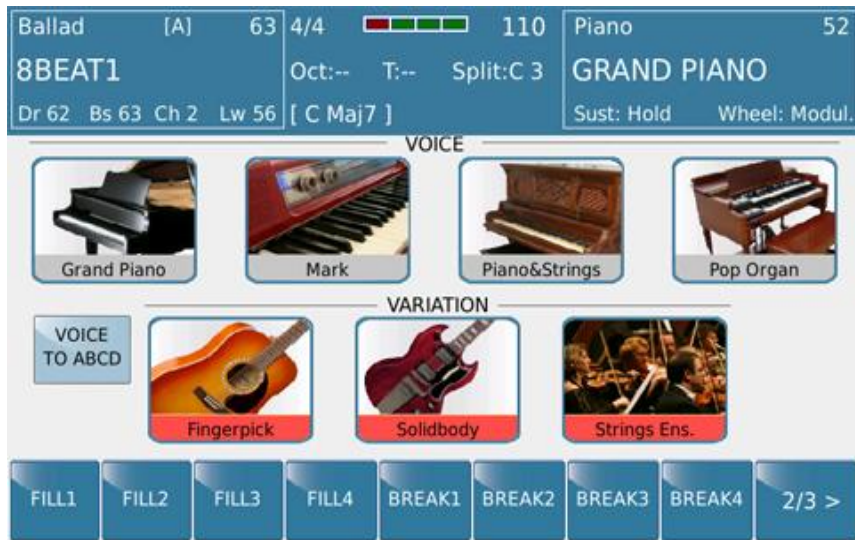 Ballad [A] 63 4/4 110 Piano 52
8BEAT1 Oct:-- T:-- Split:C 3 GRAND PIANO
Dr 62 Bs 63 Ch 2 Lw 56 [ C Maj7 ] Sust: Hold Wheel: Modul.
VOICE
Grand Piano Mark Piano&Strings Pop Organ
VARIATION
VOICE
TO ABCD
Fingerpick Solidbody Strings Ens.
FILL1 FILL2 FILL3 FILL4 BREAK1 BREAK2 BREAK3 BREAK4 2/3 >